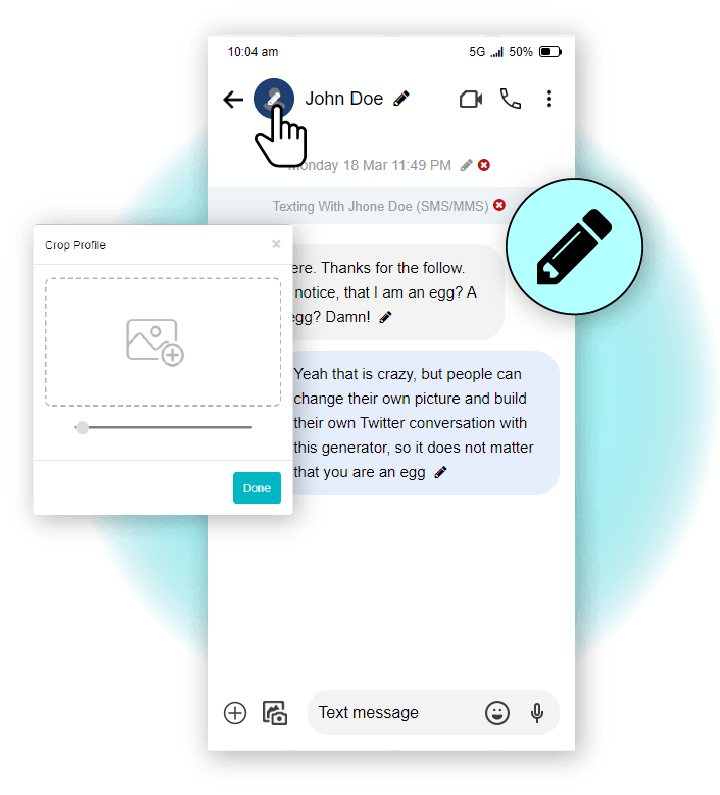 10:04 am
5G
50%
John Doe
onday 18 Mar 11:49 PM
Texting With Jhone Doe (SMS/MMS)
Crop Profile
ere. Thanks for the follow.
notice, that I am an egg? A
egg? Damn!
Yeah that is crazy, but people can
change their own picture and build
their own Twitter conversation with
this generator, so it does not matter
that you are an egg
Done
Text message